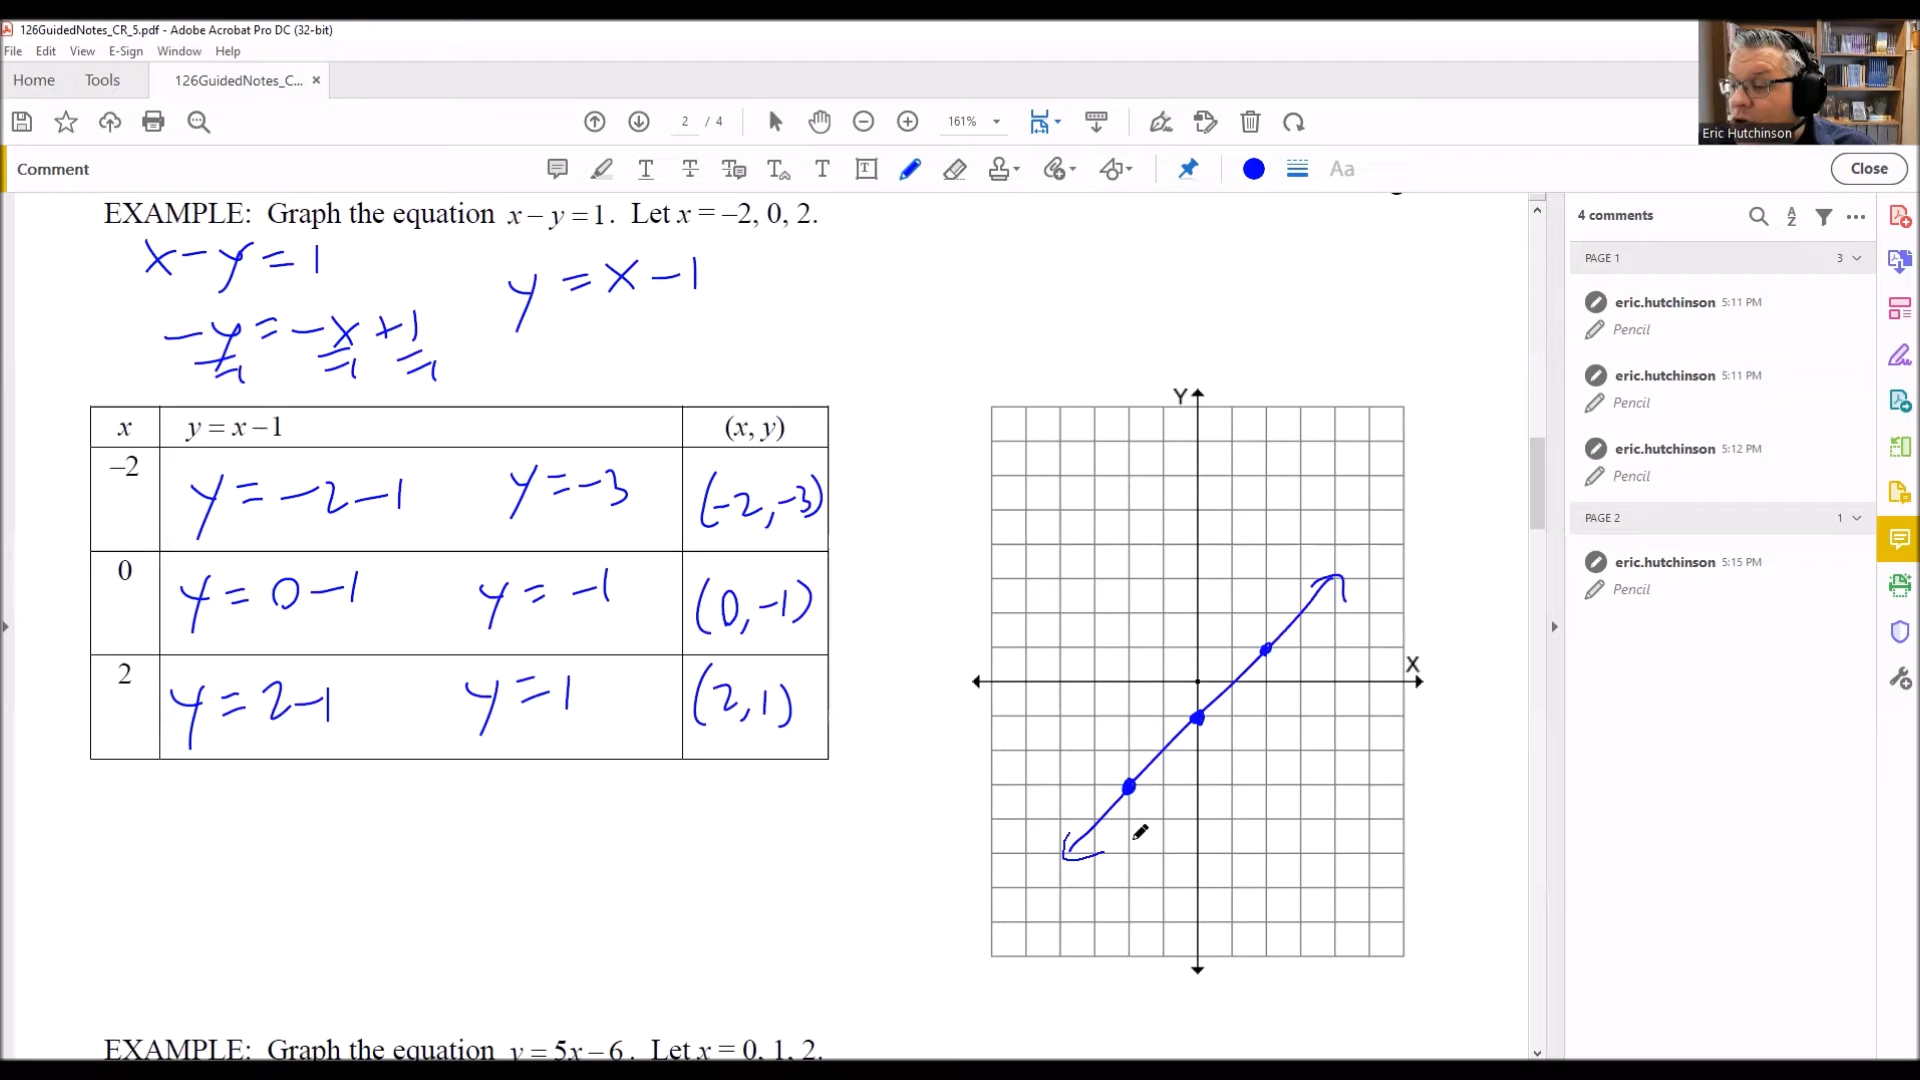 126GuidedNotes_CR_5.pdf - Adobe Acrobat Pro DC (32-bit)
File Edit View E-Sign Window Help
Home Tools 126GuidedNotes_C... ×
2 / 4 161%
Eric Hutchinson
Comment Aa Close
EXAMPLE: Graph the equation x – y = 1. Let x = –2, 0, 2.
x - y = 1
y = x - 1
-y = -x + 1
-1 -1 -1
x y = x – 1 (x, y)
–2 y = -2 - 1 y = -3 (-2, -3)
0 y = 0 - 1 y = -1 (0, -1)
2 y = 2 - 1 y = 1 (2, 1)
Y
X
EXAMPLE: Graph the equation y = 5x – 6. Let x = 0, 1, 2.
4 comments
PAGE 1 3
eric.hutchinson 5:11 PM
Pencil
eric.hutchinson 5:11 PM
Pencil
eric.hutchinson 5:12 PM
Pencil
PAGE 2 1
eric.hutchinson 5:15 PM
Pencil